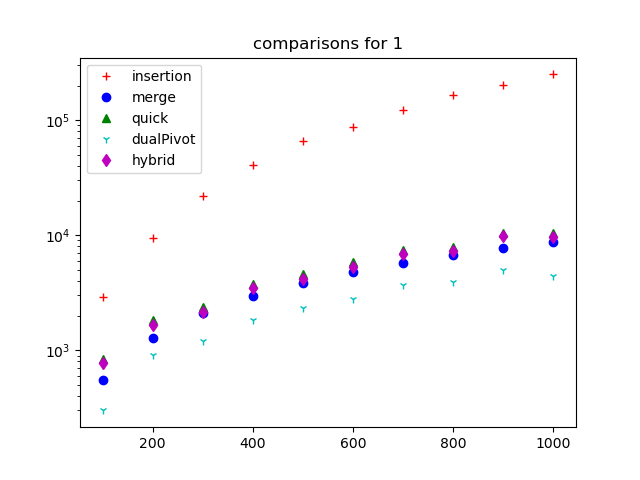 comparisons for 1
insertion
merge
quick
dualPivot
hybrid
10^5
10^4
10^3
200 400 600 800 1000